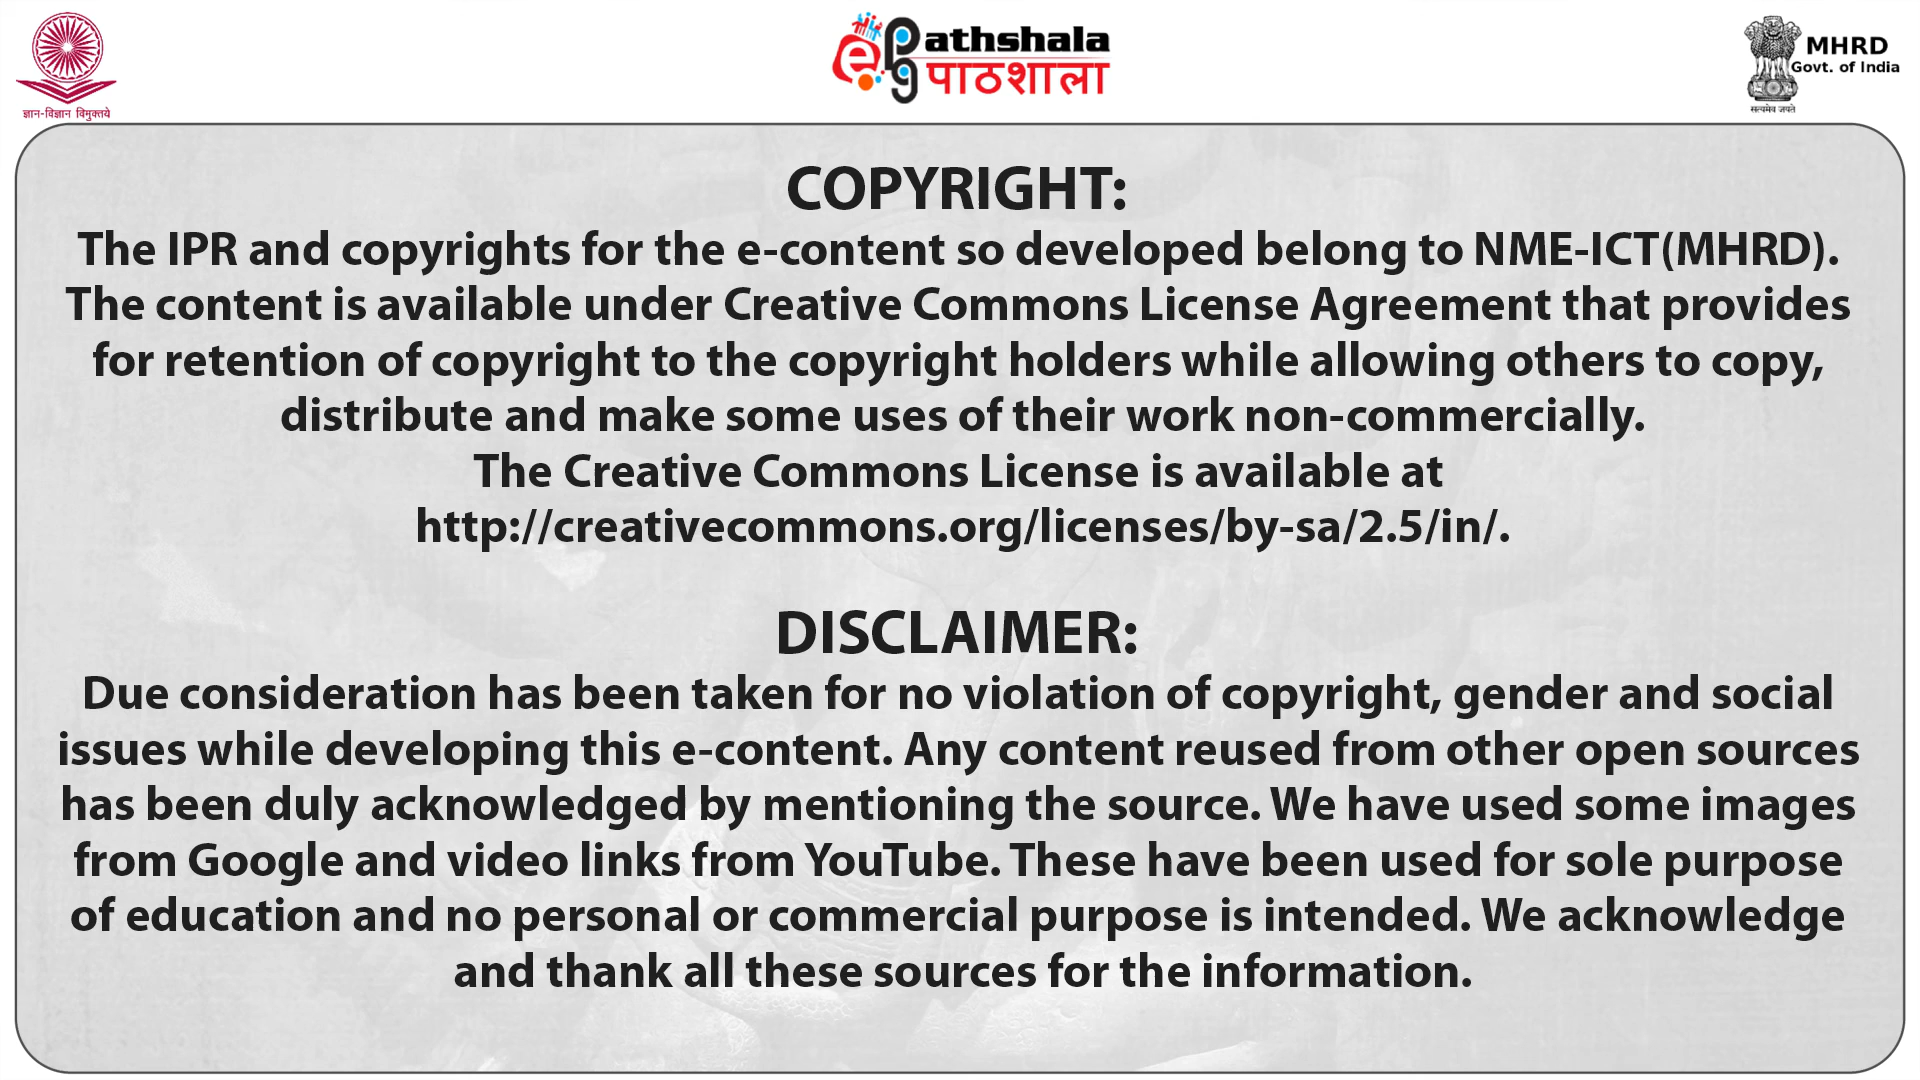 ज्ञान-विज्ञान विमुक्तये
ePG Pathshala
पाठशाला
MHRD
Govt. of India
सत्यमेव जयते
COPYRIGHT:
The IPR and copyrights for the e-content so developed belong to NME-ICT(MHRD).
The content is available under Creative Commons License Agreement that provides
for retention of copyright to the copyright holders while allowing others to copy,
distribute and make some uses of their work non-commercially.
The Creative Commons License is available at
http://creativecommons.org/licenses/by-sa/2.5/in/.
DISCLAIMER:
Due consideration has been taken for no violation of copyright, gender and social
issues while developing this e-content. Any content reused from other open sources
has been duly acknowledged by mentioning the source. We have used some images
from Google and video links from YouTube. These have been used for sole purpose
of education and no personal or commercial purpose is intended. We acknowledge
and thank all these sources for the information.